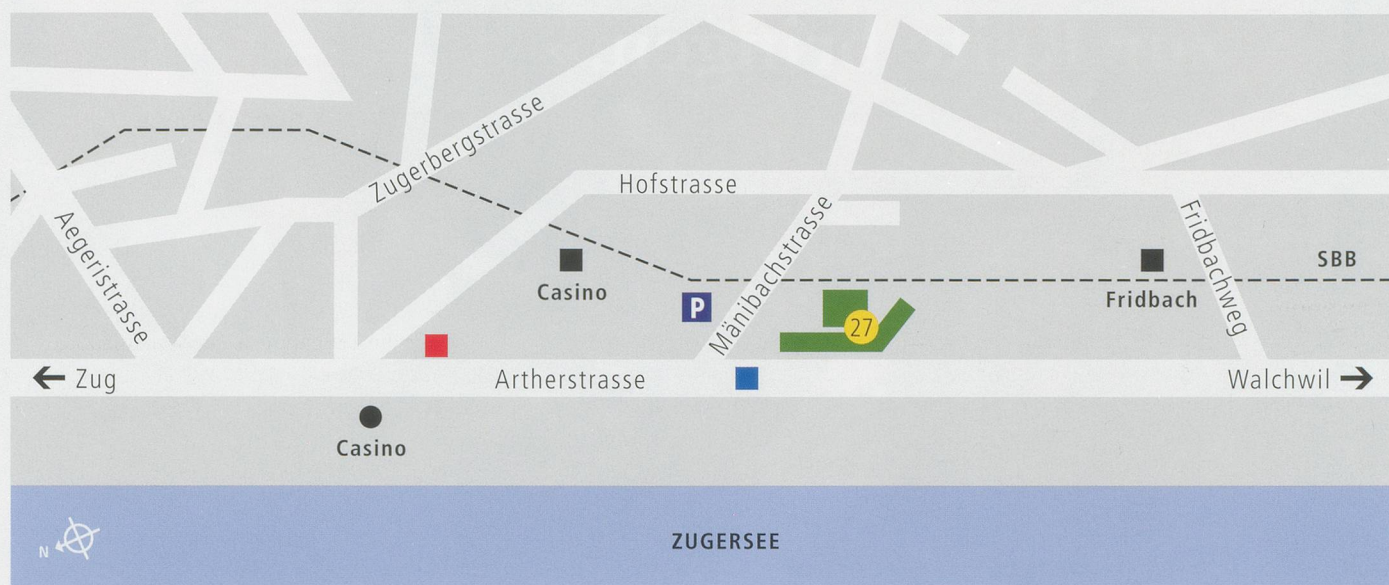 Zugerbergstrasse
Hofstrasse
Aegeristrasse
Mänibachstrasse
Fridbachweg
SBB
Casino
P
Fridbach
27
Zug
Artherstrasse
Walchwil
Casino
N
ZUGERSEE